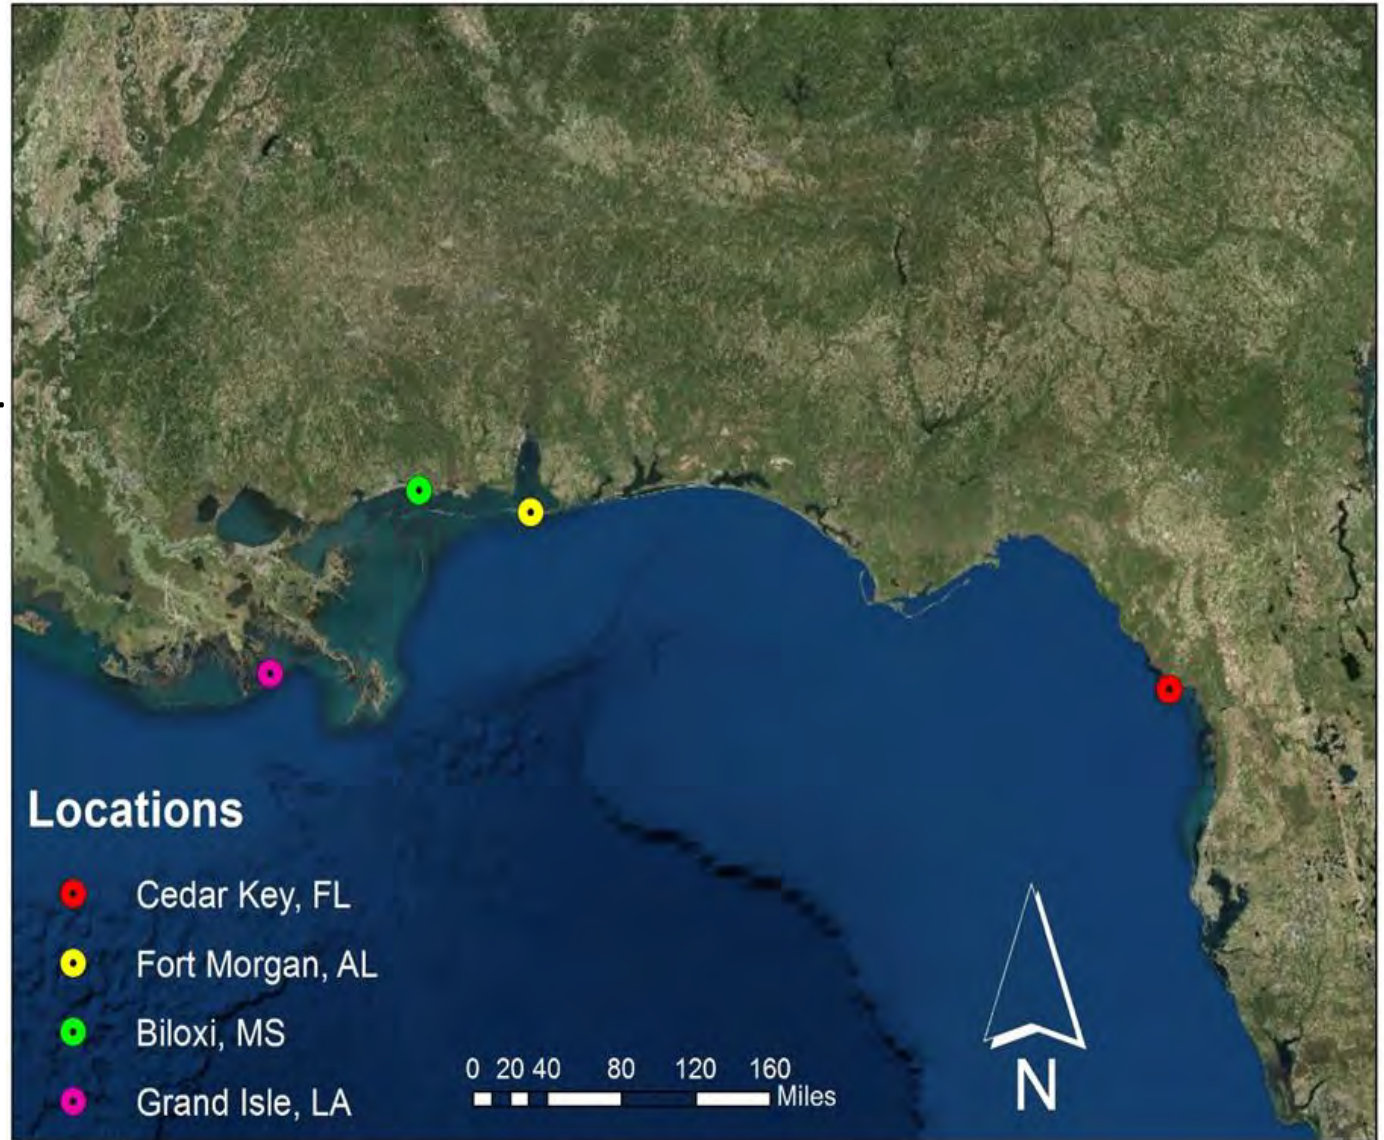 Locations
Cedar Key, FL
Fort Morgan, AL
Biloxi, MS
Grand Isle, LA
0 20 40 80 120 160
Miles
N